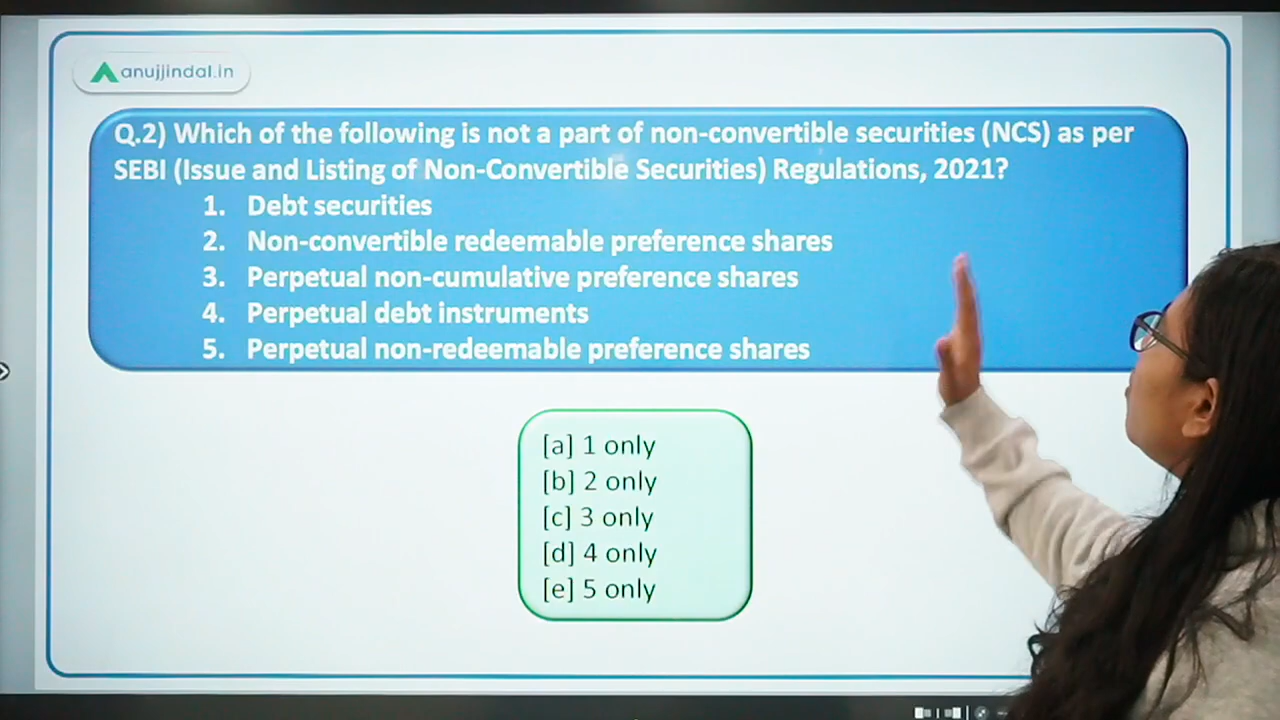 anujjindal.in
Q.2) Which of the following is not a part of non-convertible securities (NCS) as per
SEBI (Issue and Listing of Non-Convertible Securities) Regulations, 2021?
1. Debt securities
2. Non-convertible redeemable preference shares
3. Perpetual non-cumulative preference shares
4. Perpetual debt instruments
5. Perpetual non-redeemable preference shares
[a] 1 only
[b] 2 only
[c] 3 only
[d] 4 only
[e] 5 only